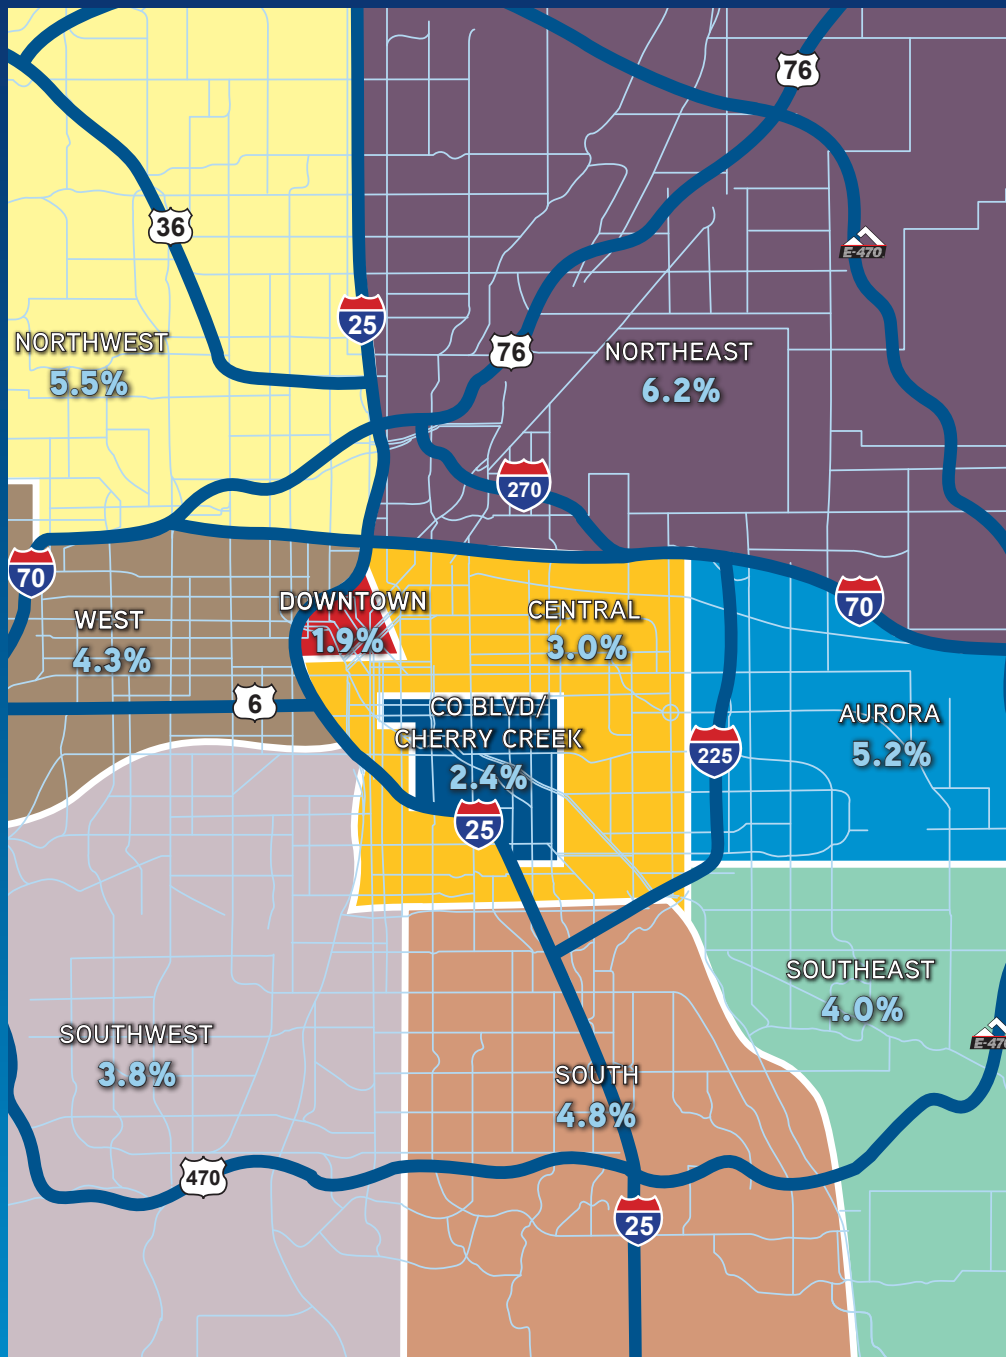 76
36
E-470
25
NORTHWEST
5.5%
76
NORTHEAST
6.2%
270
70
70
DOWNTOWN
1.9%
CENTRAL
3.0%
WEST
4.3%
6
CO BLVD/
CHERRY CREEK
2.4%
AURORA
5.2%
225
25
SOUTHEAST
4.0%
SOUTHWEST
3.8%
E-470
SOUTH
4.8%
470
25